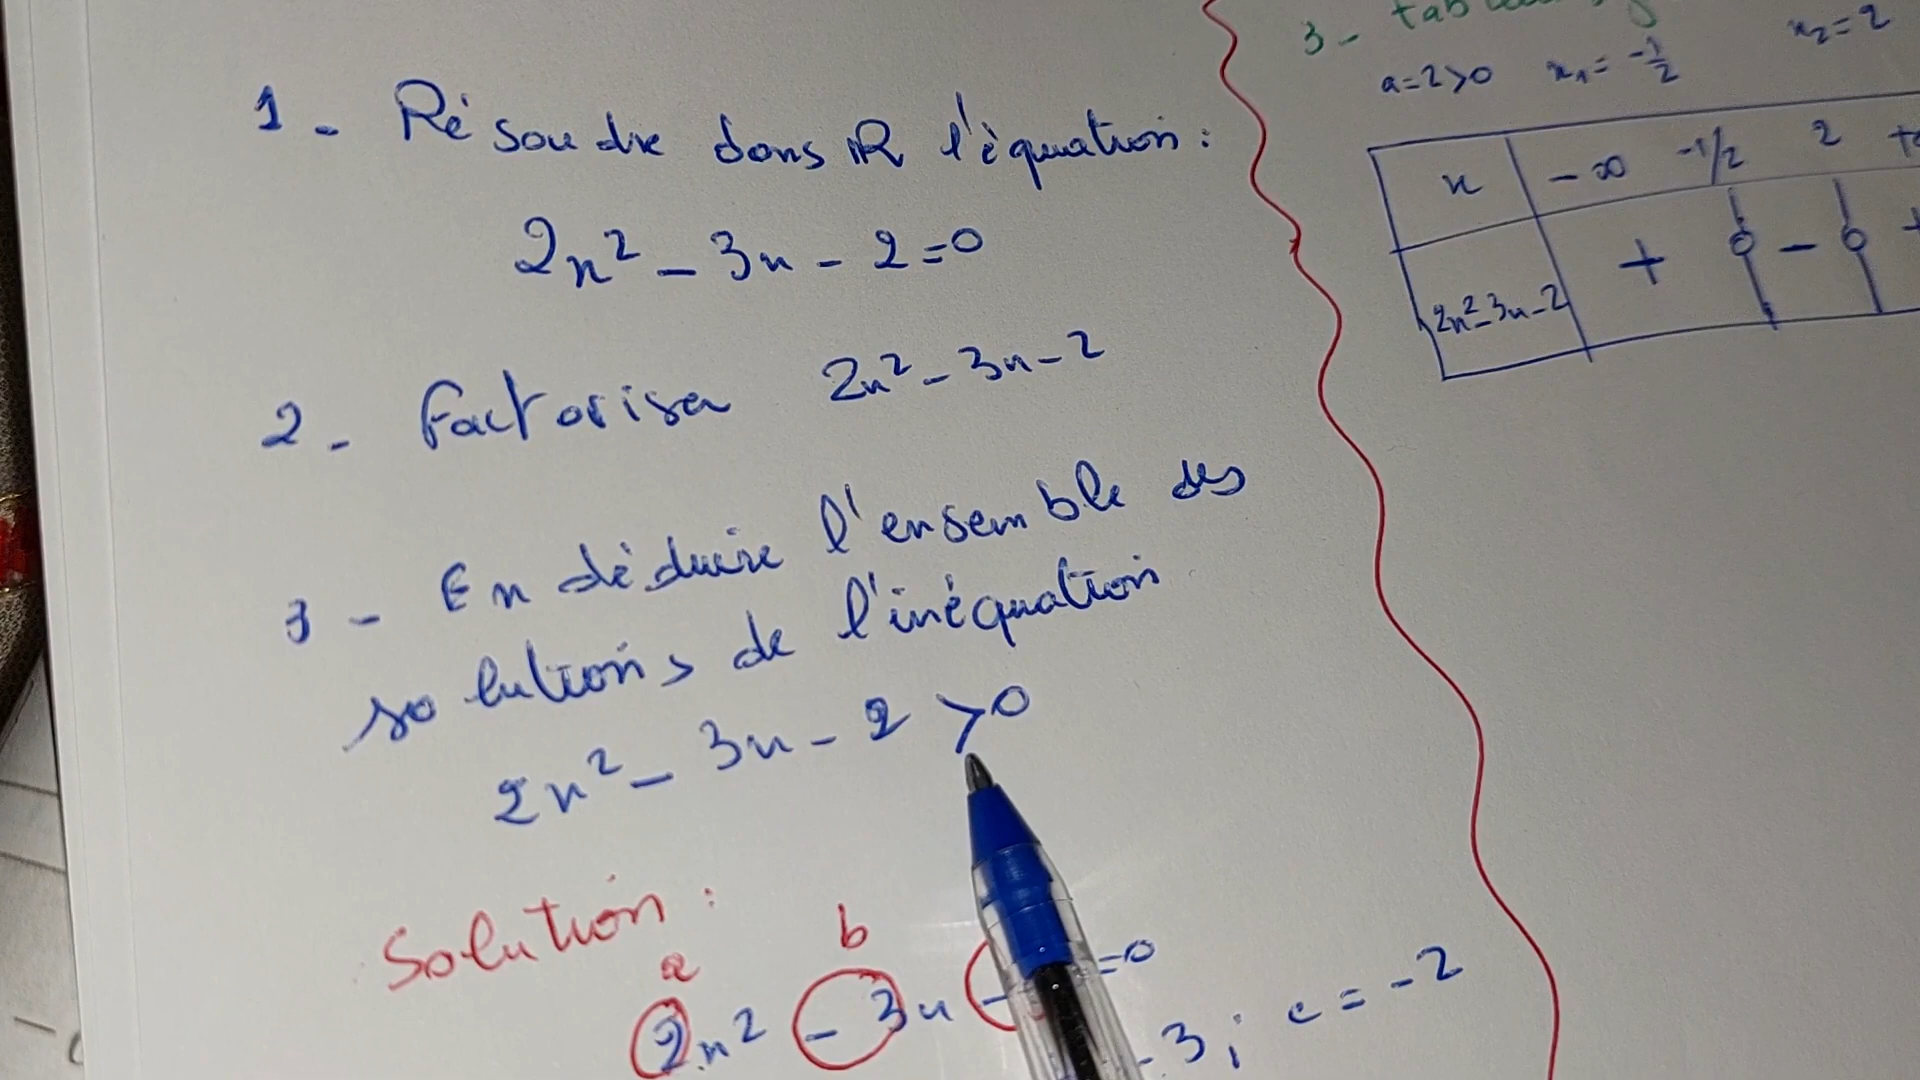 1 - Résoudre dans ℝ l'équation :
2x² - 3x - 2 = 0
2 - Factoriser 2x² - 3x - 2
3 - En déduire l'ensemble des
solutions de l'inéquation
2x² - 3x - 2 > 0
Solution :
a b
2x² - 3x - =0
-3 ; c = -2
3 -
a = 2 > 0 x₁ = -1/2 x₂ = 2
x -∞ -1/2 2
2x² - 3x - 2 + 0 - 0 +